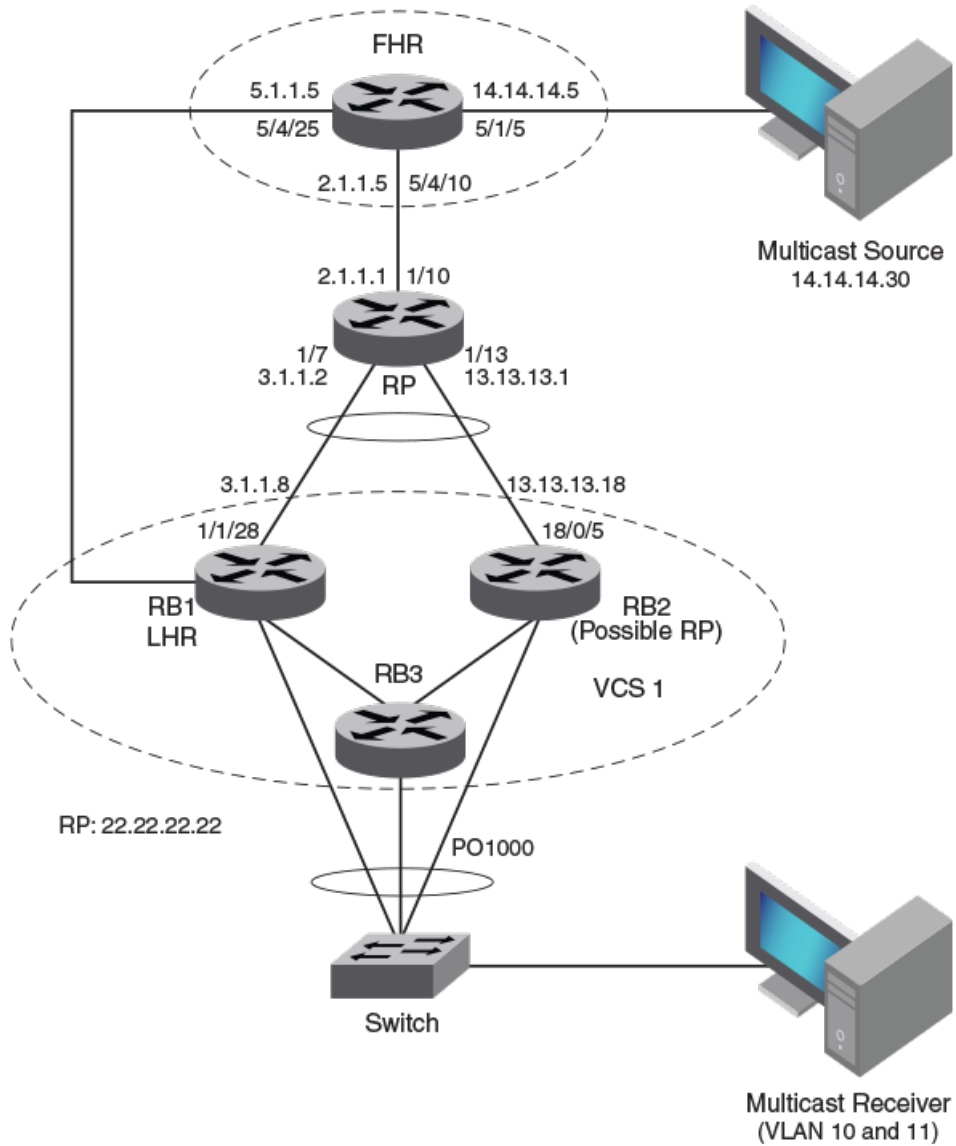 FHR
5.1.1.5
14.14.14.5
5/4/25
5/1/5
2.1.1.5
5/4/10
Multicast Source
14.14.14.30
2.1.1.1
1/10
1/7
3.1.1.2
RP
1/13
13.13.13.1
3.1.1.8
13.13.13.18
1/1/28
18/0/5
RB1
LHR
RB2
(Possible RP)
RB3
VCS 1
RP: 22.22.22.22
PO1000
Switch
Multicast Receiver
(VLAN 10 and 11)